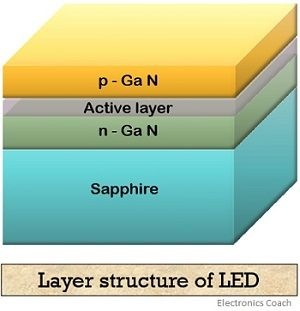 p - Ga N
Active layer
n - Ga N
Sapphire
Layer structure of LED
Electronics Coach